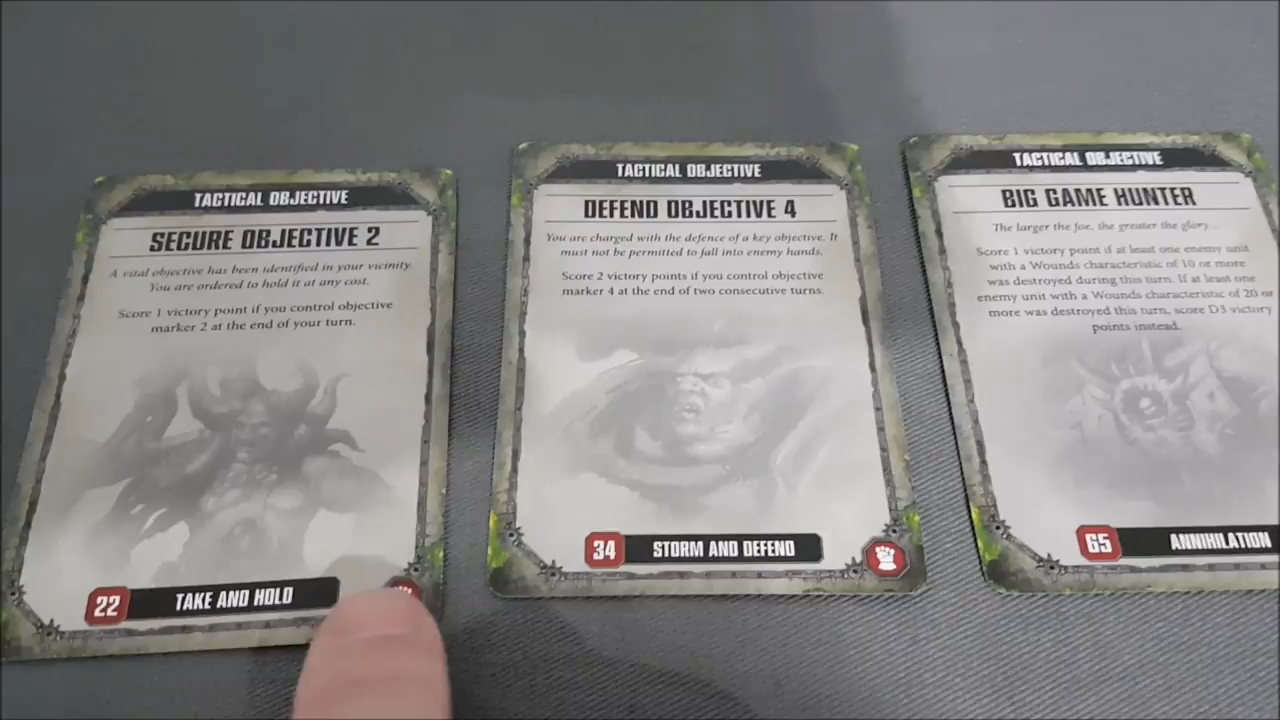 TACTICAL OBJECTIVE
SECURE OBJECTIVE 2
A vital objective has been identified in your vicinity.
You are ordered to hold it at any cost.
Score 1 victory point if you control objective
marker 2 at the end of your turn.
22
TAKE AND HOLD
TACTICAL OBJECTIVE
DEFEND OBJECTIVE 4
You are charged with the defence of a key objective. It
must not be permitted to fall into enemy hands.
Score 2 victory points if you control objective
marker 4 at the end of two consecutive turns.
34
STORM AND DEFEND
TACTICAL OBJECTIVE
BIG GAME HUNTER
The larger the foe, the greater the glory...
Score 1 victory point if at least one enemy unit
with a Wounds characteristic of 10 or more
was destroyed during this turn. If at least one
enemy unit with a Wounds characteristic of 20 or
more was destroyed this turn, score D3 victory
points instead.
65
ANNIHILATION